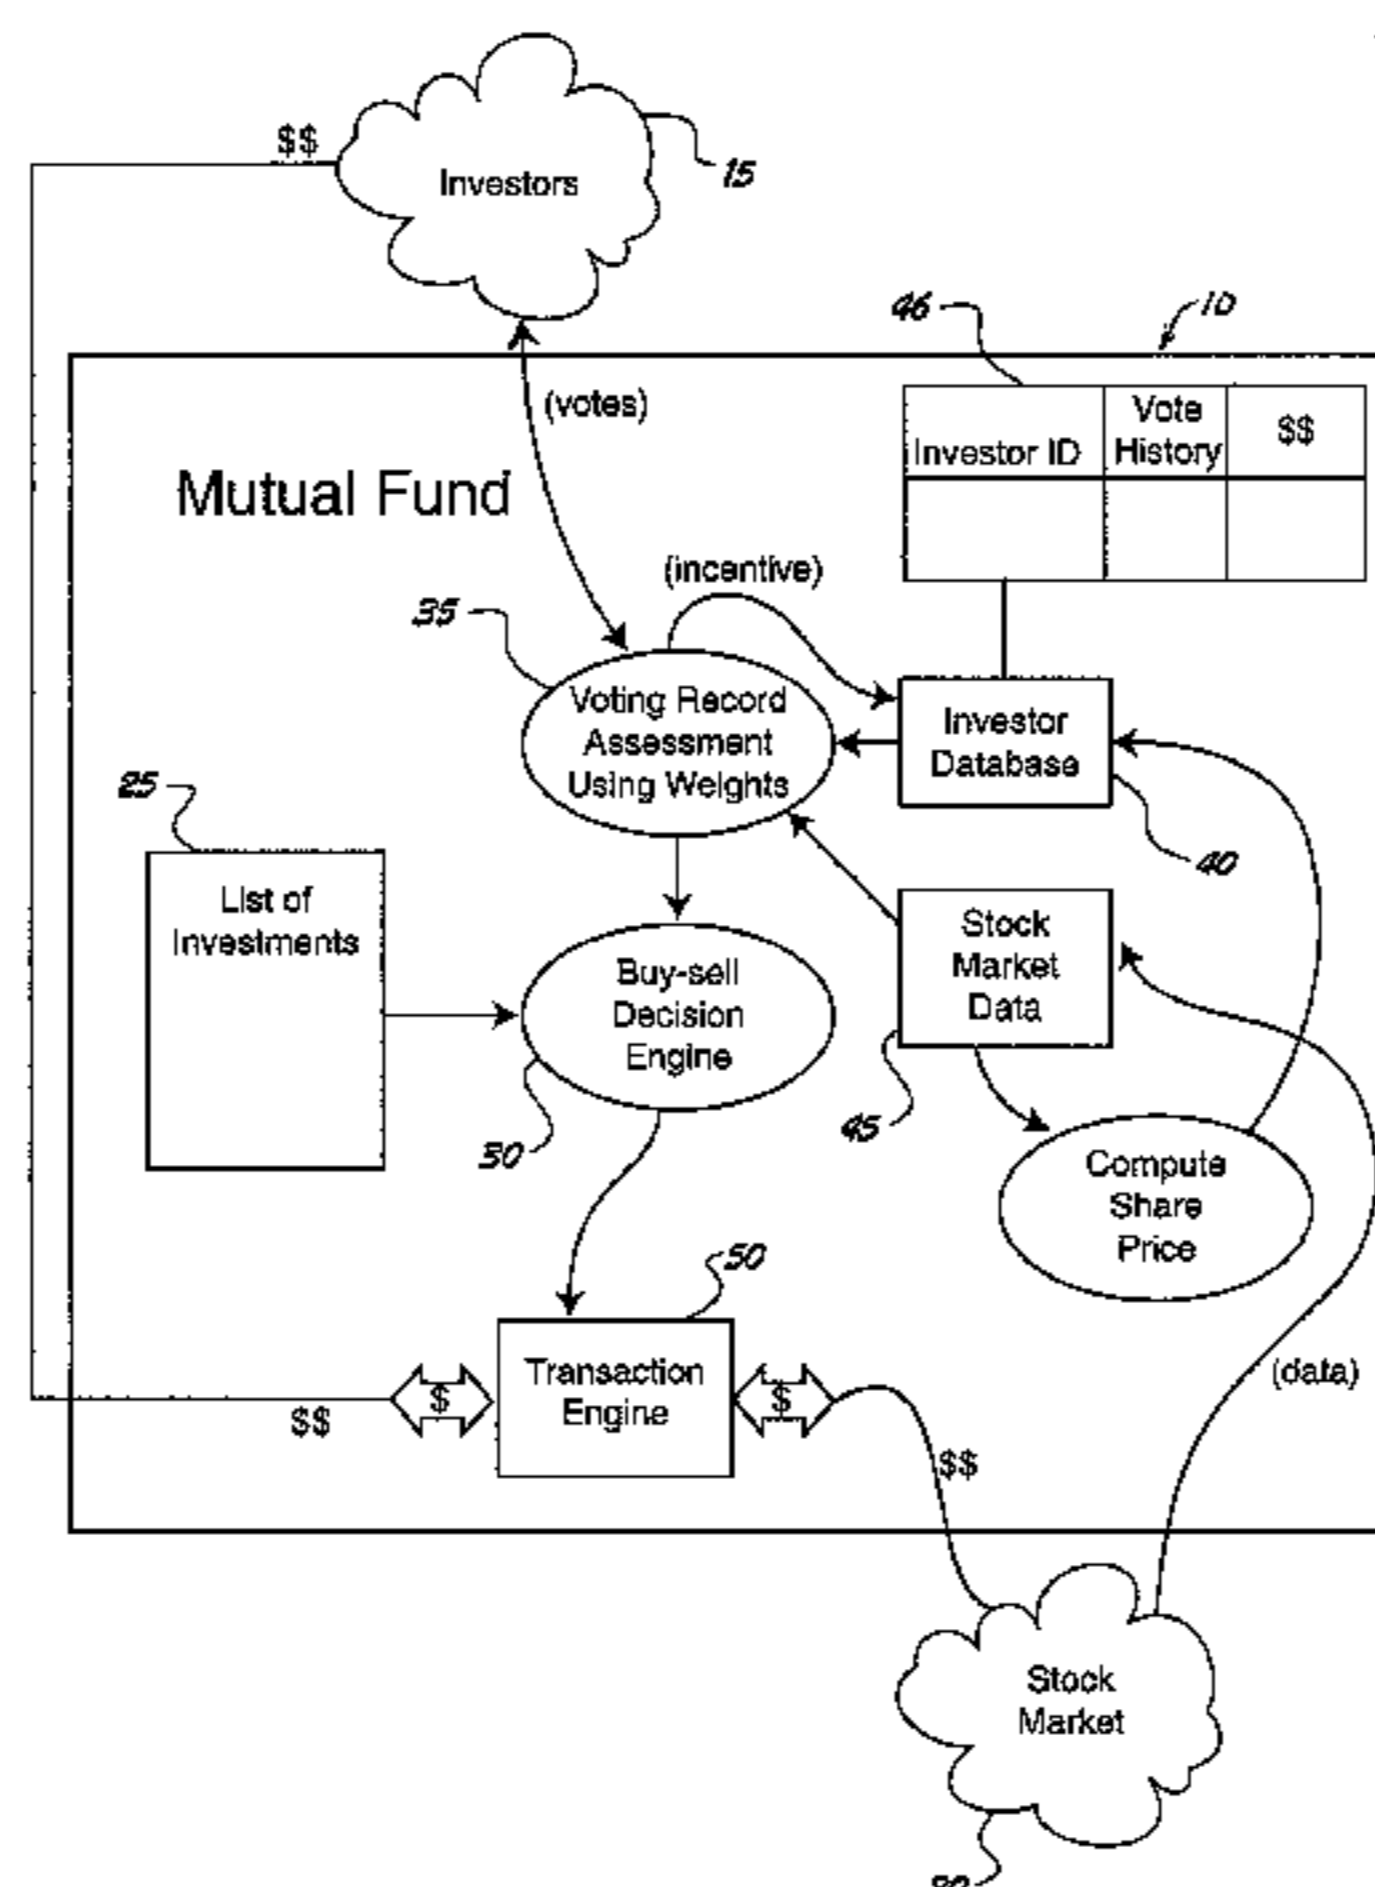 $$
Investors
15
46
10
(votes)
Investor ID
Vote
History
$$
Mutual Fund
(incentive)
35
Voting Record
Assessment
Using Weights
Investor
Database
25
40
List of
Investments
Stock
Market
Data
Buy-sell
Decision
Engine
45
30
Compute
Share
Price
50
Transaction
Engine
$
$
(data)
$$
$$
Stock
Market